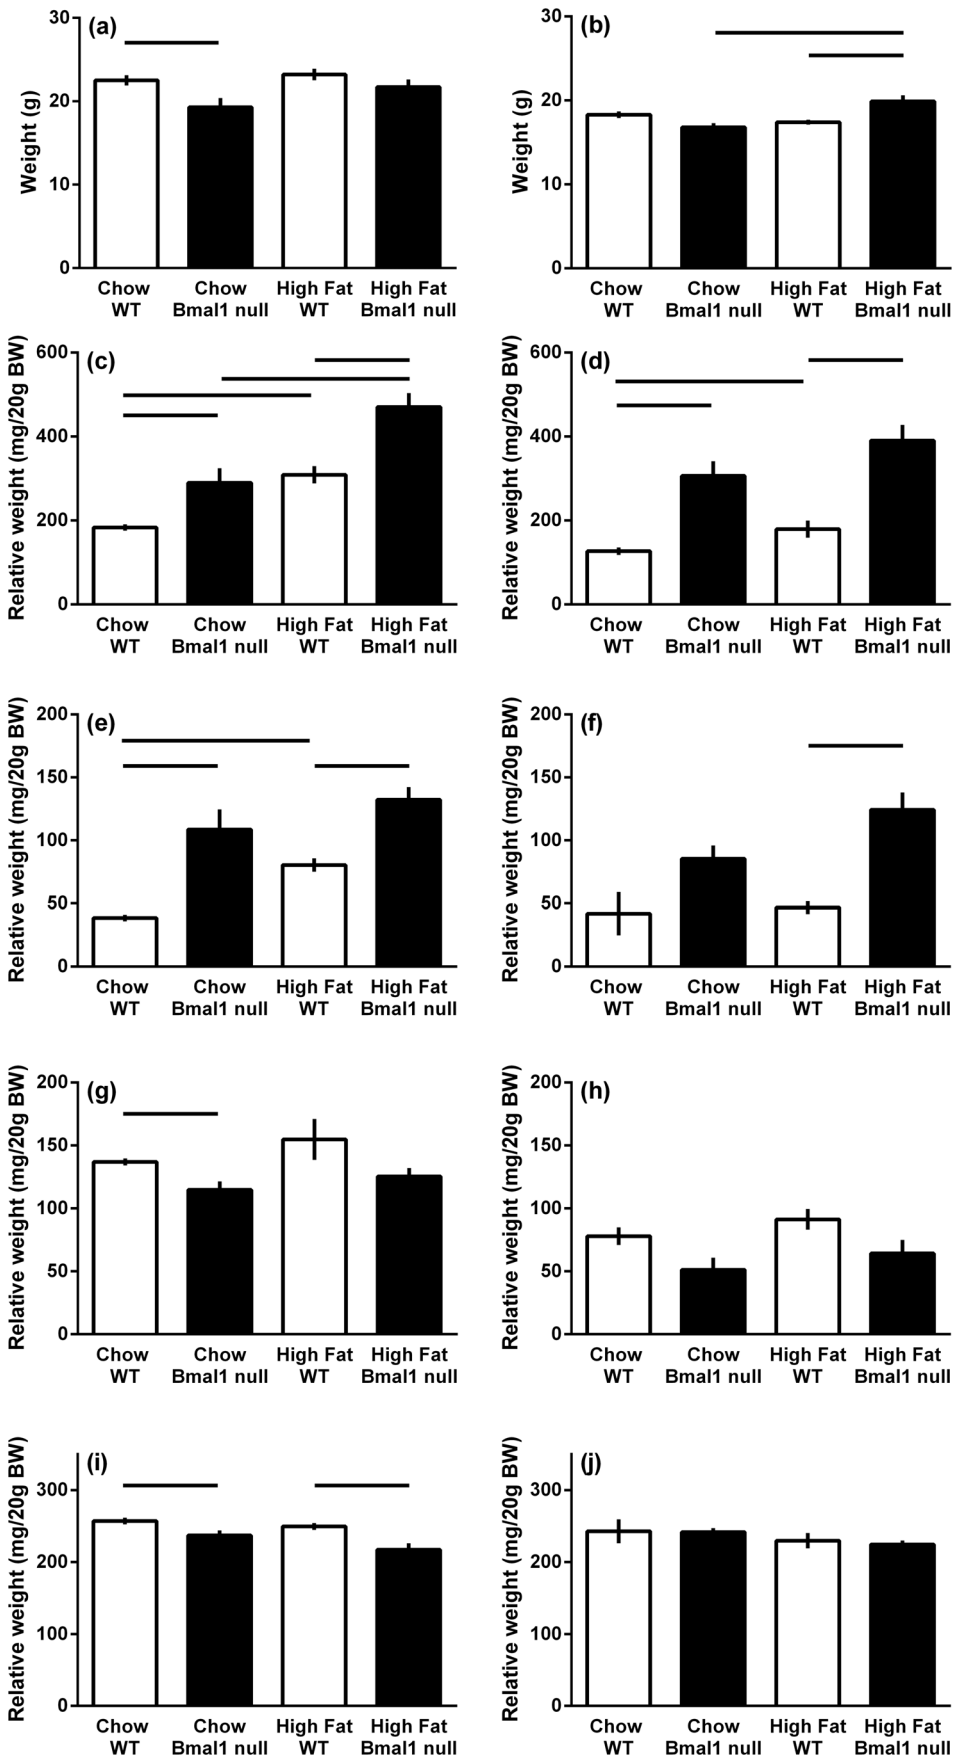 (a)
Weight (g)
30
20
10
0
Chow High Fat Chow High Fat
WT Bmal1 null WT Bmal1 null
(b)
Weight (g)
30
20
10
0
Chow Chow High Fat High Fat
WT Bmal1 null WT Bmal1 null
(c)
Relative weight (mg/20g BW)
600
400
200
0
Chow Chow High Fat High Fat
WT Bmal1 null WT Bmal1 null
(d)
Relative weight (mg/20g BW)
600
400
200
0
Chow Chow High Fat High Fat
WT Bmal1 null WT Bmal1 null
(e)
Relative weight (mg/20g BW)
200
150
100
50
0
Chow Chow High Fat High Fat
WT Bmal1 null WT Bmal1 null
(f)
Relative weight (mg/20g BW)
200
150
100
50
0
Chow Chow High Fat High Fat
WT Bmal1 null WT Bmal1 null
(g)
Relative weight (mg/20g BW)
200
150
100
50
0
Chow Chow High Fat High Fat
WT Bmal1 null WT Bmal1 null
(h)
Relative weight (mg/20g BW)
200
150
100
50
0
Chow Chow High Fat High Fat
WT Bmal1 null WT Bmal1 null
(i)
Relative weight (mg/20g BW)
300
200
100
0
Chow Chow High Fat High Fat
WT Bmal1 null WT Bmal1 null
(j)
Relative weight (mg/20g BW)
300
200
100
0
Chow Chow High Fat High Fat
WT Bmal1 null WT Bmal1 null